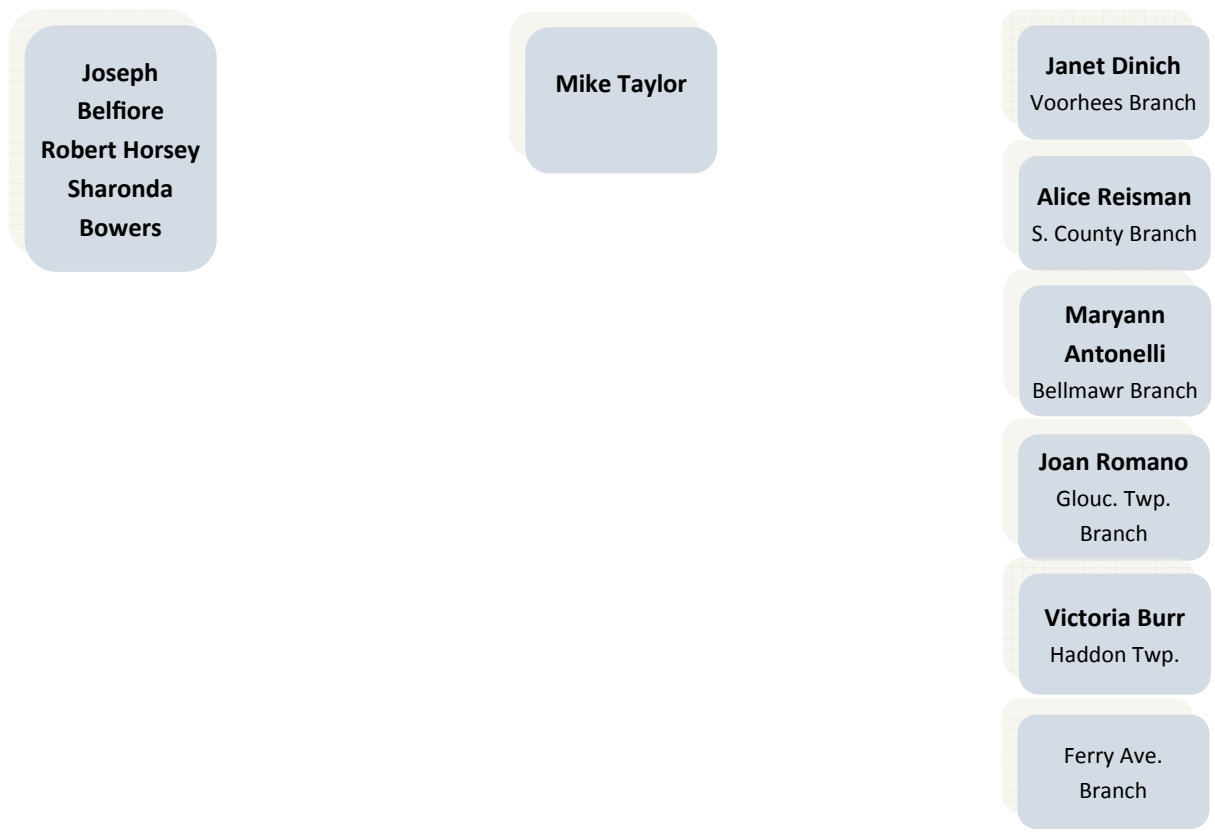 Joseph
Belfiore
Robert Horsey
Sharonda
Bowers
Mike Taylor
Janet Dinich
Voorhees Branch
Alice Reisman
S. County Branch
Maryann
Antonelli
Bellmawr Branch
Joan Romano
Glouc. Twp.
Branch
Victoria Burr
Haddon Twp.
Ferry Ave.
Branch